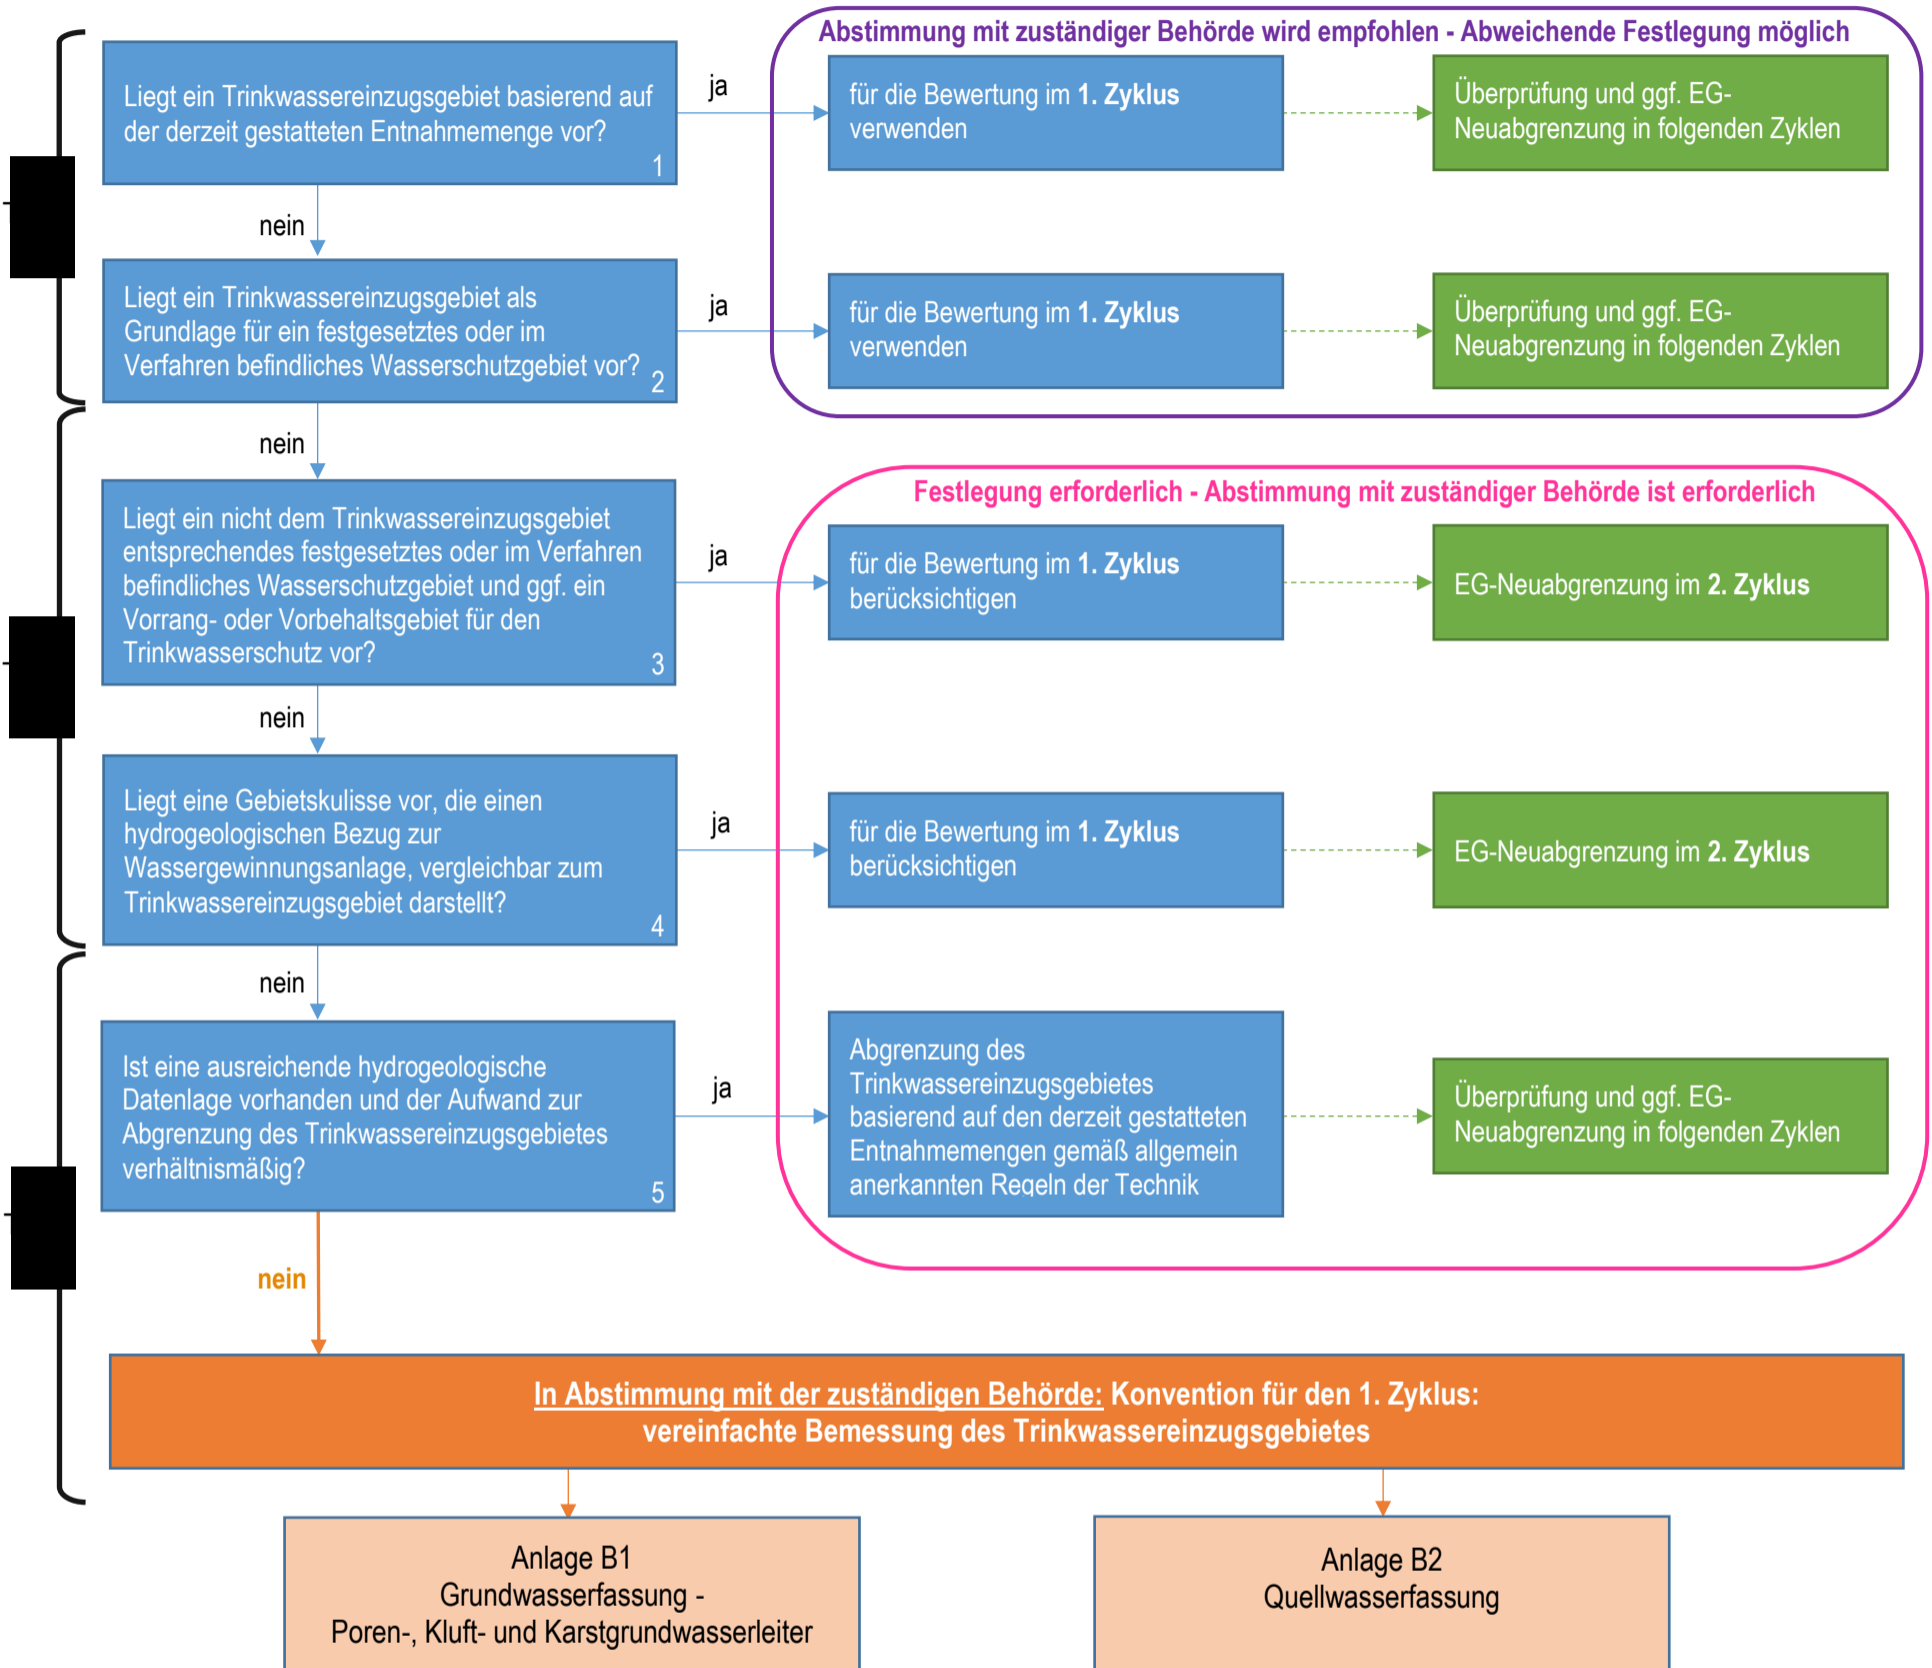 Abstimmung mit zuständiger Behörde wird empfohlen - Abweichende Festlegung möglich
Liegt ein Trinkwassereinzugsgebiet basierend auf
der derzeit gestatteten Entnahmemenge vor?
1
ja
für die Bewertung im 1. Zyklus
verwenden
Überprüfung und ggf. EG-
Neuabgrenzung in folgenden Zyklen
nein
Liegt ein Trinkwassereinzugsgebiet als
Grundlage für ein festgesetztes oder im
Verfahren befindliches Wasserschutzgebiet vor?
2
ja
für die Bewertung im 1. Zyklus
verwenden
Überprüfung und ggf. EG-
Neuabgrenzung in folgenden Zyklen
nein
Festlegung erforderlich - Abstimmung mit zuständiger Behörde ist erforderlich
Liegt ein nicht dem Trinkwassereinzugsgebiet
entsprechendes festgesetztes oder im Verfahren
befindliches Wasserschutzgebiet und ggf. ein
Vorrang- oder Vorbehaltsgebiet für den
Trinkwasserschutz vor?
3
ja
für die Bewertung im 1. Zyklus
berücksichtigen
EG-Neuabgrenzung im 2. Zyklus
nein
Liegt eine Gebietskulisse vor, die einen
hydrogeologischen Bezug zur
Wassergewinnungsanlage, vergleichbar zum
Trinkwassereinzugsgebiet darstellt?
4
ja
für die Bewertung im 1. Zyklus
berücksichtigen
EG-Neuabgrenzung im 2. Zyklus
nein
Ist eine ausreichende hydrogeologische
Datenlage vorhanden und der Aufwand zur
Abgrenzung des Trinkwassereinzugsgebietes
verhältnismäßig?
5
ja
Abgrenzung des
Trinkwassereinzugsgebietes
basierend auf den derzeit gestatteten
Entnahmemengen gemäß allgemein
anerkannten Regeln der Technik
Überprüfung und ggf. EG-
Neuabgrenzung in folgenden Zyklen
nein
In Abstimmung mit der zuständigen Behörde: Konvention für den 1. Zyklus:
vereinfachte Bemessung des Trinkwassereinzugsgebietes
Anlage B1
Grundwasserfassung -
Poren-, Kluft- und Karstgrundwasserleiter
Anlage B2
Quellwasserfassung